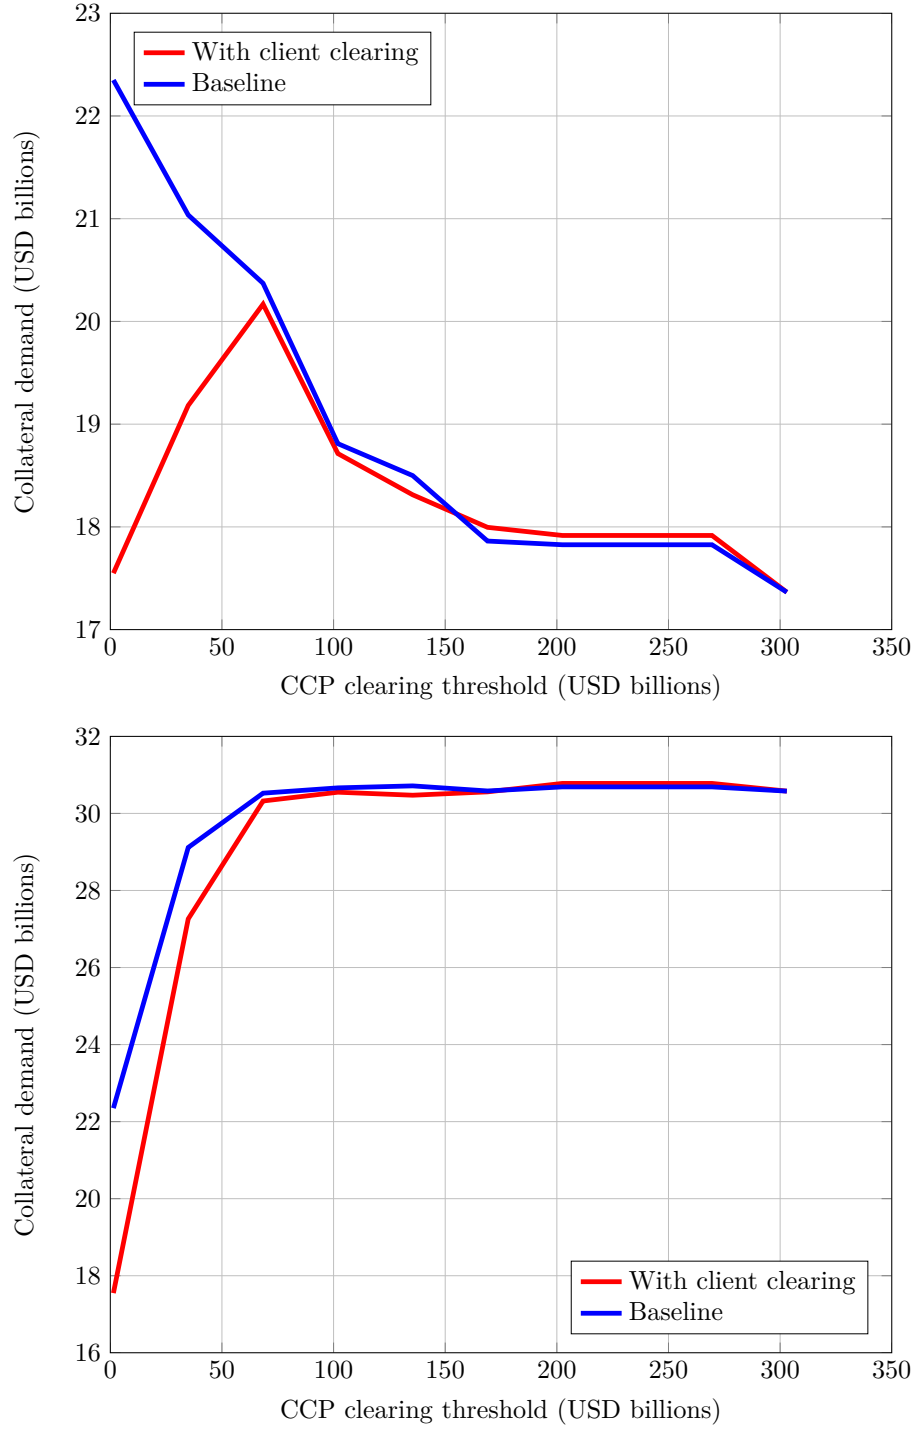 23
22
21
20
19
18
17
Collateral demand (USD billions)
With client clearing
Baseline
0 50 100 150 200 250 300 350
CCP clearing threshold (USD billions)
32
30
28
26
24
22
20
18
16
Collateral demand (USD billions)
With client clearing
Baseline
0 50 100 150 200 250 300 350
CCP clearing threshold (USD billions)